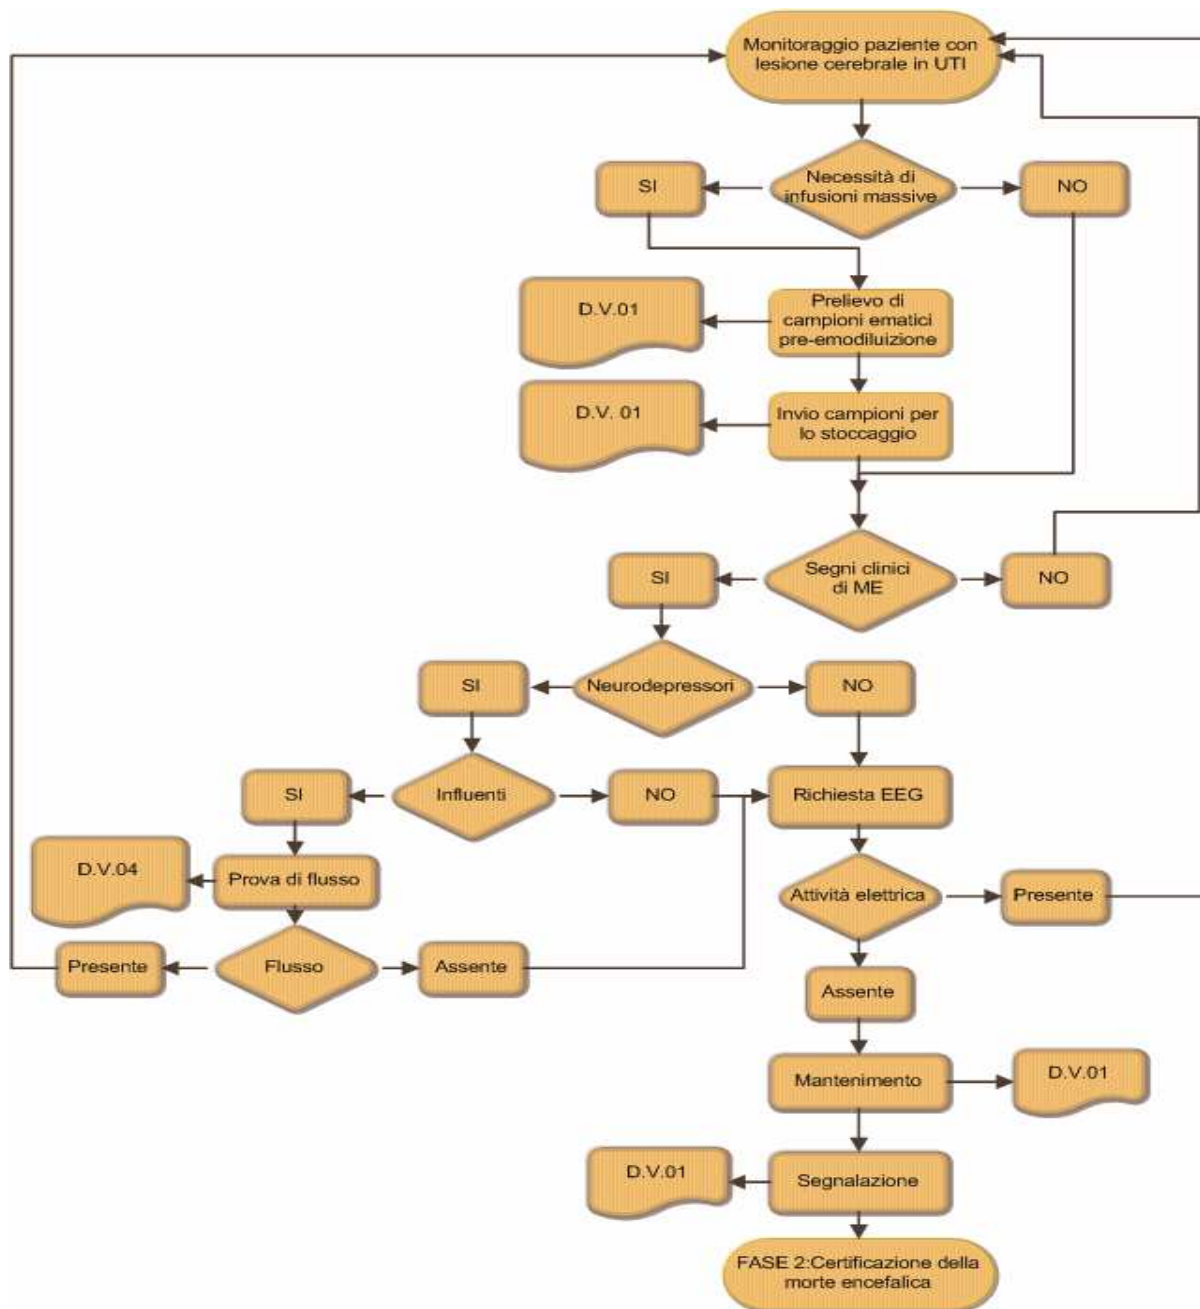 Monitoraggio paziente con
lesione cerebrale in UTI
SI
Necessità di
infusioni massive
NO
D.V.01
Prelievo di
campioni ematici
pre-emodiluizione
D.V. 01
Invio campioni per
lo stoccaggio
SI
Segni clinici
di ME
NO
SI
Neurodepressori
NO
SI
Influenti
NO
Richiesta EEG
D.V.04
Prova di flusso
Attività elettrica
Presente
Presente
Flusso
Assente
Assente
Mantenimento
D.V.01
D.V.01
Segnalazione
FASE 2:Certificazione della
morte encefalica